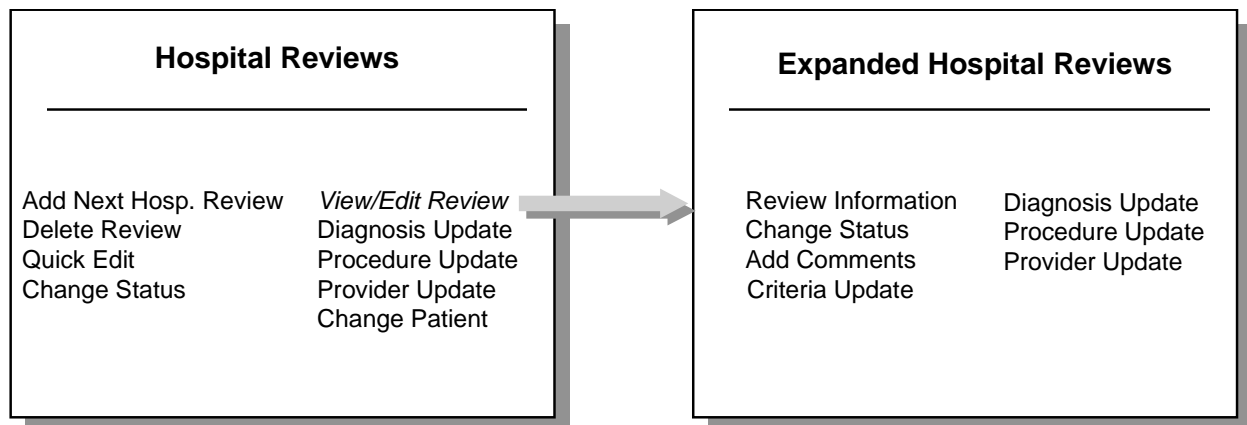 Hospital Reviews
Add Next Hosp. Review
Delete Review
Quick Edit
Change Status
View/Edit Review
Diagnosis Update
Procedure Update
Provider Update
Change Patient
Expanded Hospital Reviews
Review Information
Change Status
Add Comments
Criteria Update
Diagnosis Update
Procedure Update
Provider Update